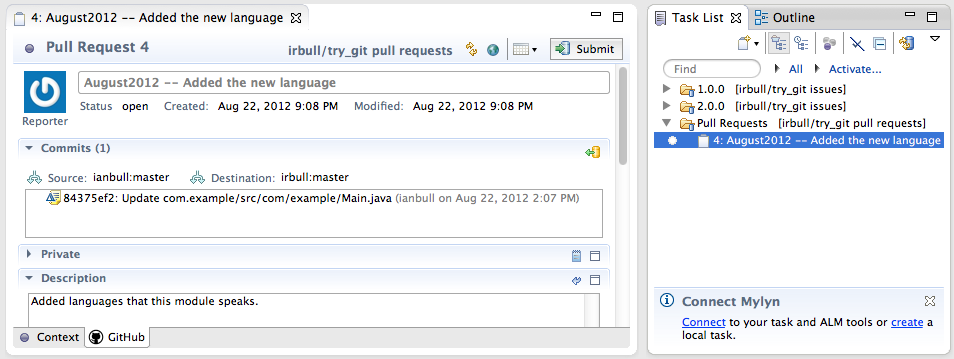 4: August2012 -- Added the new language
Pull Request 4
irbull/try_git pull requests
Submit
August2012 -- Added the new language
Status open Created: Aug 22, 2012 9:08 PM Modified: Aug 22, 2012 9:08 PM
Reporter
Commits (1)
Source: ianbull:master Destination: irbull:master
84375ef2: Update com.example/src/com/example/Main.java (ianbull on Aug 22, 2012 2:07 PM)
Private
Description
Added languages that this module speaks.
Context GitHub
Task List Outline
Find All Activate...
1.0.0 [irbull/try_git issues]
2.0.0 [irbull/try_git issues]
Pull Requests [irbull/try_git pull requests]
4: August2012 -- Added the new language
Connect Mylyn
Connect to your task and ALM tools or create a
local task.